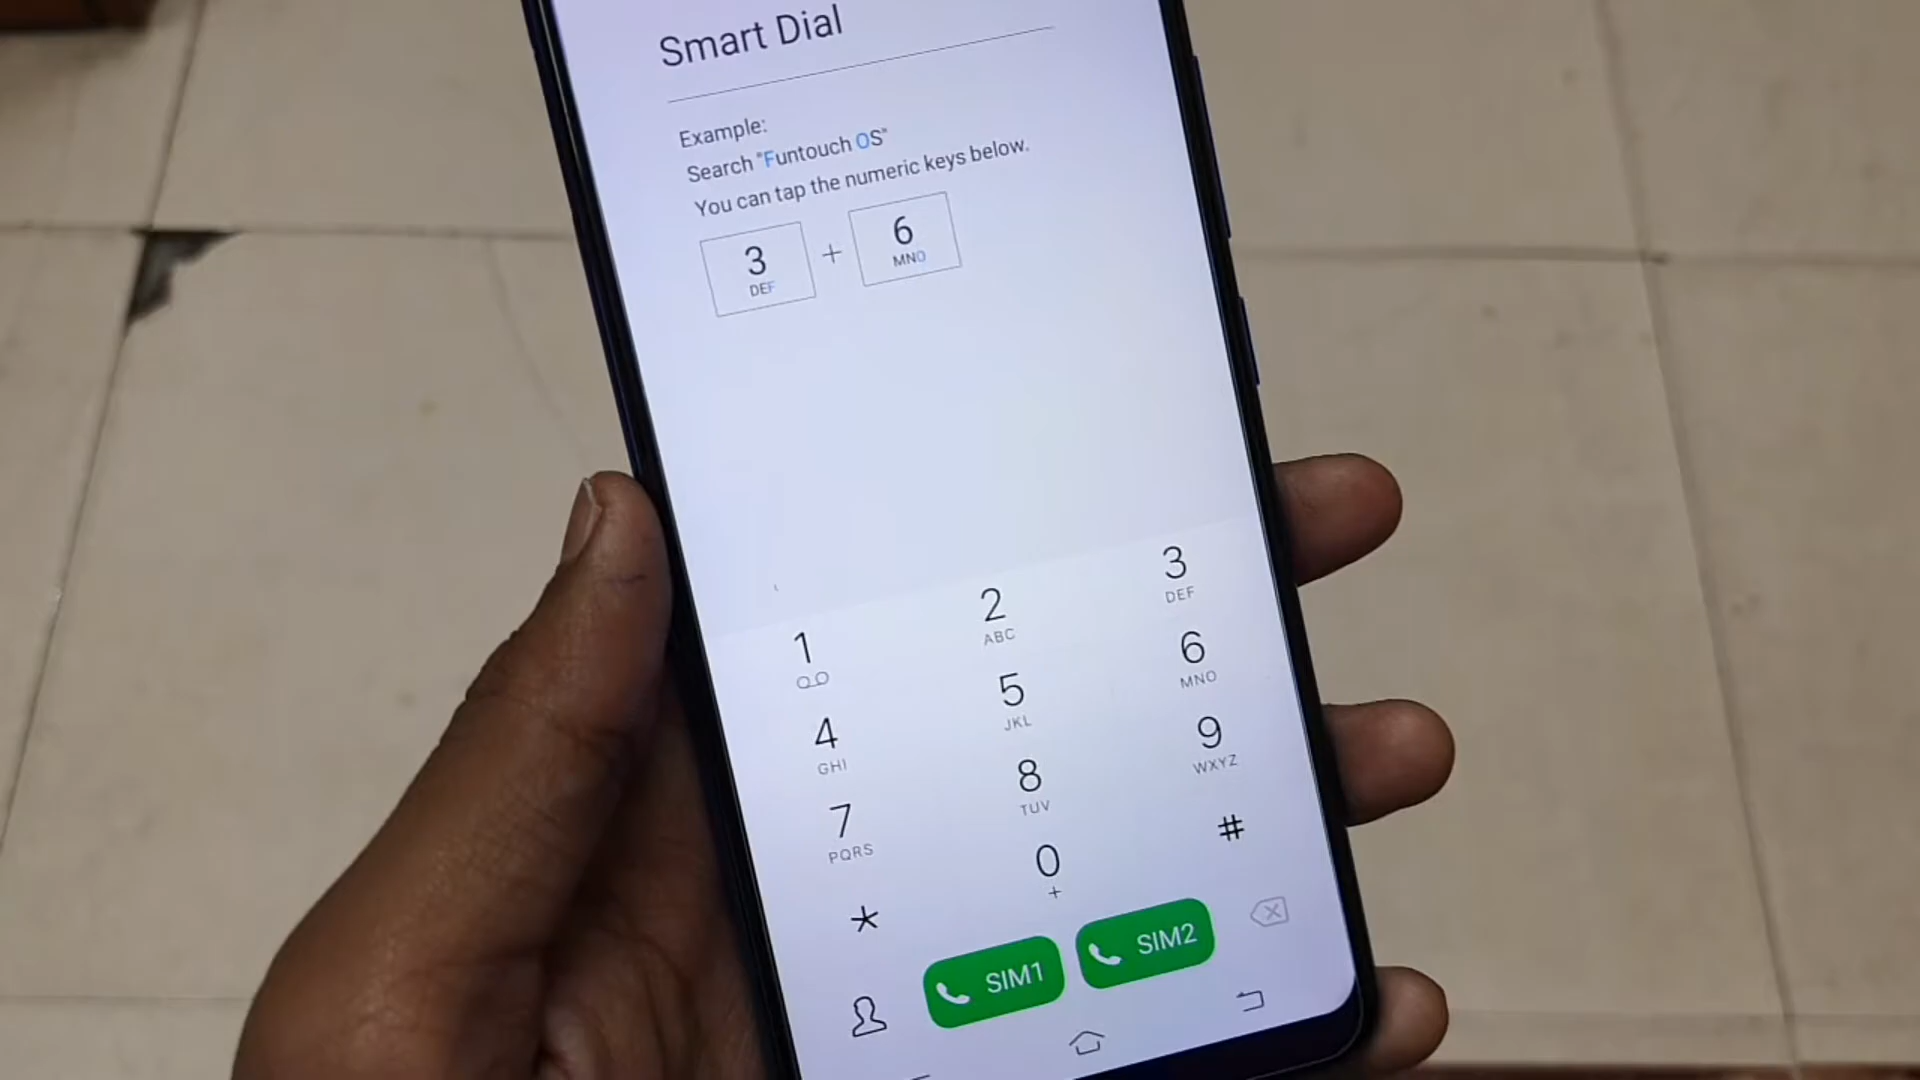 Smart Dial
Example:
Search "Funtouch OS"
You can tap the numeric keys below.
3 + 6
DEF MNO
1 2 3
ABC DEF
4 5 6
GHI JKL MNO
7 8 9
PQRS TUV WXYZ
* 0 #
+
SIM1 SIM2